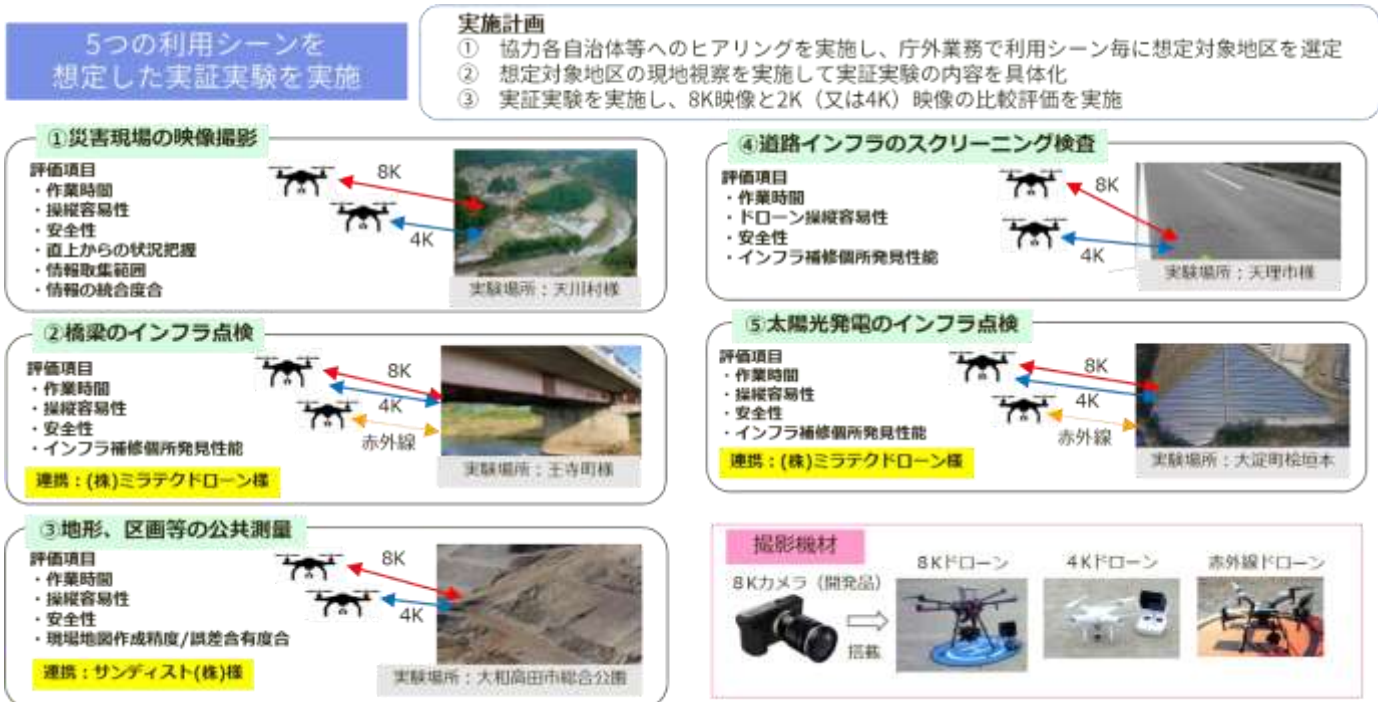 5つの利用シーンを
想定した実証実験を実施
実施計画
① 協力各自治体等へのヒアリングを実施し、庁外業務で利用シーン毎に想定対象地区を選定
② 想定対象地区の現地視察を実施して実証実験の内容を具体化
③ 実証実験を実施し、8K映像と2K（又は4K）映像の比較評価を実施
①災害現場の映像撮影
評価項目
・作業時間
・操縦容易性
・安全性
・直上からの状況把握
・情報取集範囲
・情報の統合度合
8K
4K
実験場所：天川村様
②橋梁のインフラ点検
評価項目
・作業時間
・操縦容易性
・安全性
・インフラ補修個所発見性能
連携：(株)ミラテクドローン様
8K
4K
赤外線
実験場所：王寺町様
③地形、区画等の公共測量
評価項目
・作業時間
・操縦容易性
・安全性
・現場地図作成精度/誤差含有度合
連携：サンディスト(株)様
8K
4K
実験場所：大和高田市総合公園
④道路インフラのスクリーニング検査
評価項目
・作業時間
・ドローン操縦容易性
・安全性
・インフラ補修個所発見性能
8K
4K
実験場所：天理市様
⑤太陽光発電のインフラ点検
評価項目
・作業時間
・操縦容易性
・安全性
・インフラ補修個所発見性能
連携：(株)ミラテクドローン様
8K
4K
赤外線
実験場所：大淀町桧垣本
撮影機材
8Kカメラ（開発品）
搭載
8Kドローン
4Kドローン
赤外線ドローン